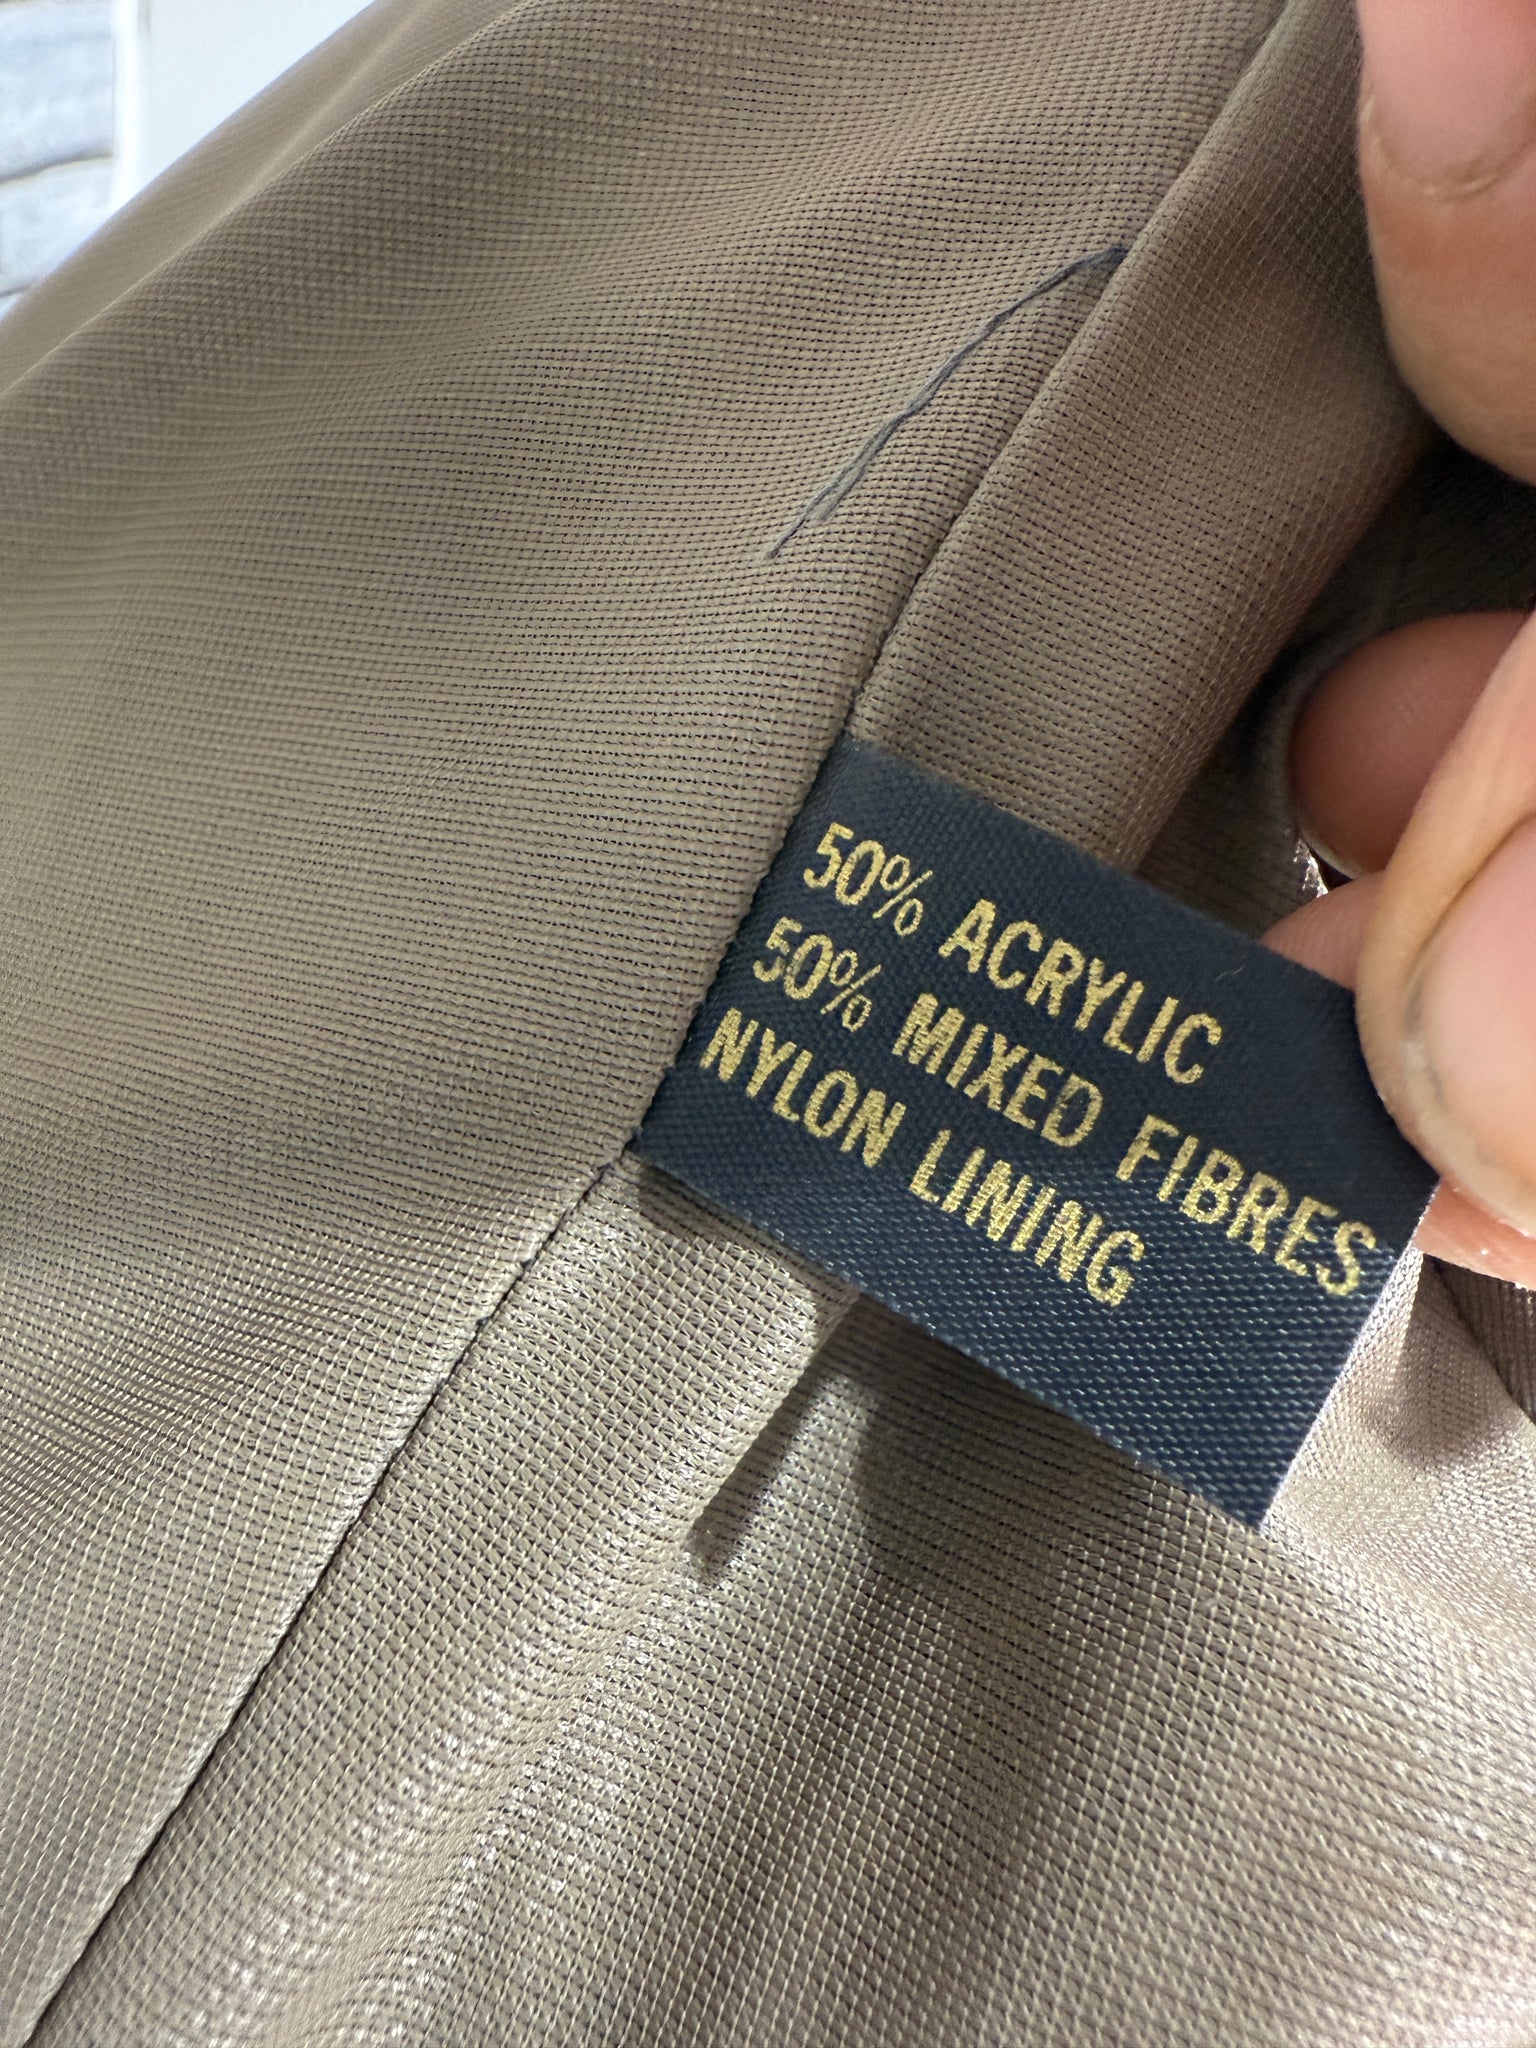 50% ACRYLIC
50% MIXED FIBRES
NYLON LINING